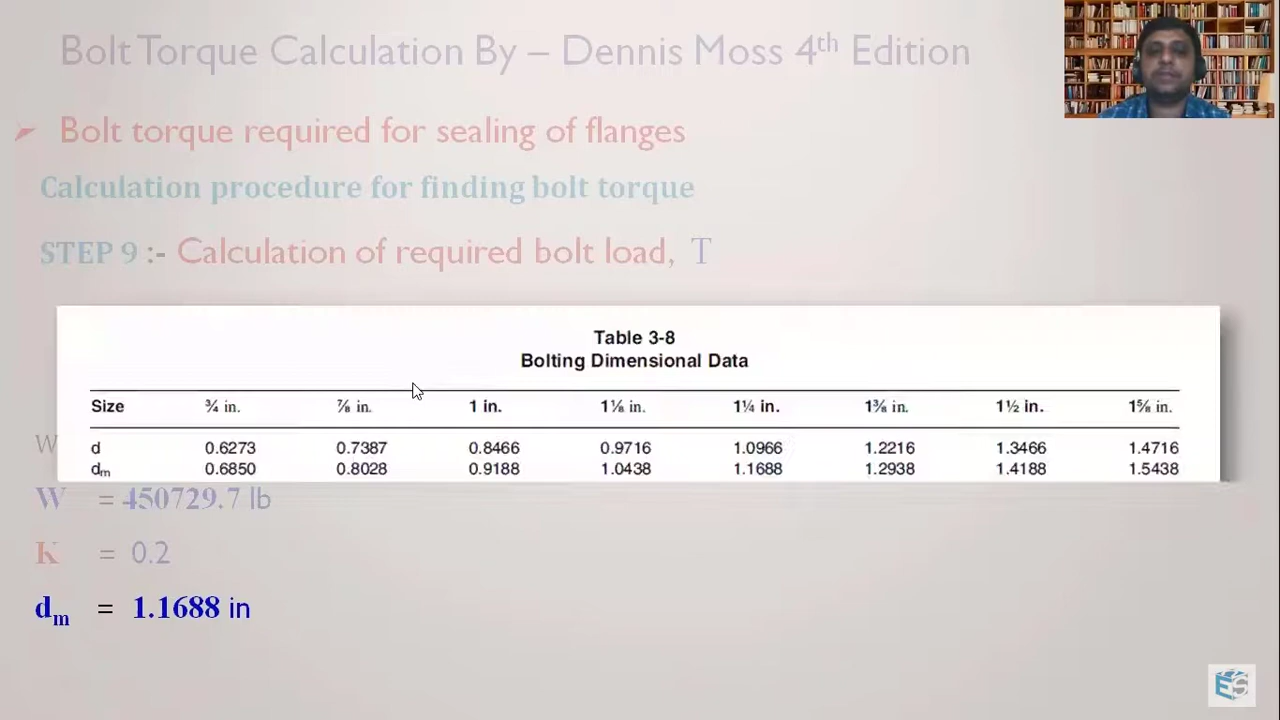 Bolt Torque Calculation By – Dennis Moss 4th Edition
Bolt torque required for sealing of flanges
Calculation procedure for finding bolt torque
STEP 9 :- Calculation of required bolt load, T
Table 3-8
Bolting Dimensional Data
Size ¾ in. ⅞ in. 1 in. 1⅛ in. 1¼ in. 1⅜ in. 1½ in. 1⅝ in.
d 0.6273 0.7387 0.8466 0.9716 1.0966 1.2216 1.3466 1.4716
dm 0.6850 0.8028 0.9188 1.0438 1.1688 1.2938 1.4188 1.5438
W = 450729.7 lb
K = 0.2
dm = 1.1688 in
ES